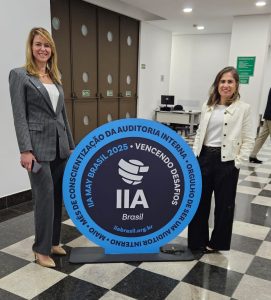 MAIO • MÊS DE CONSCIENTIZAÇÃO DA AUDITORIA INTERNA • ORGULHO DE SER UM AUDITOR INTERNO •
IIA MAY BRASIL 2025 • VENCENDO DESAFIOS
IIA
Brasil
iiabrasil.org.br